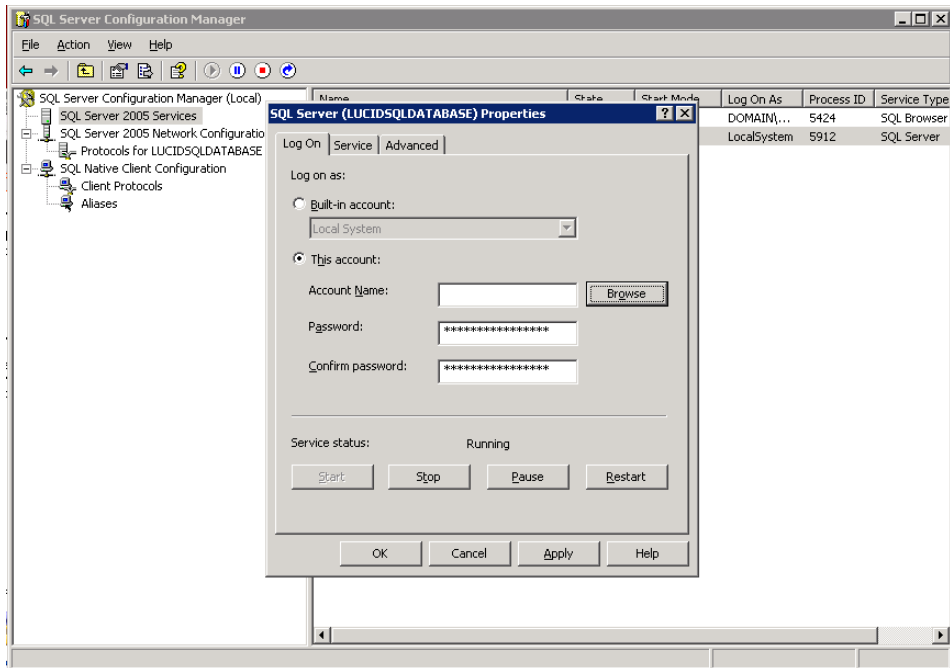 SQL Server Configuration Manager
File Action View Help
SQL Server Configuration Manager (Local)
SQL Server 2005 Services
SQL Server 2005 Network Configuratio
Protocols for LUCIDSQLDATABASE
SQL Native Client Configuration
Client Protocols
Aliases
Name State Start Mode Log On As Process ID Service Type
DOMAIN\... 5424 SQL Browser
LocalSystem 5912 SQL Server
SQL Server (LUCIDSQLDATABASE) Properties
Log On Service Advanced
Log on as:
Built-in account:
Local System
This account:
Account Name:
Browse
Password:
****************
Confirm password:
****************
Service status: Running
Start Stop Pause Restart
OK Cancel Apply Help